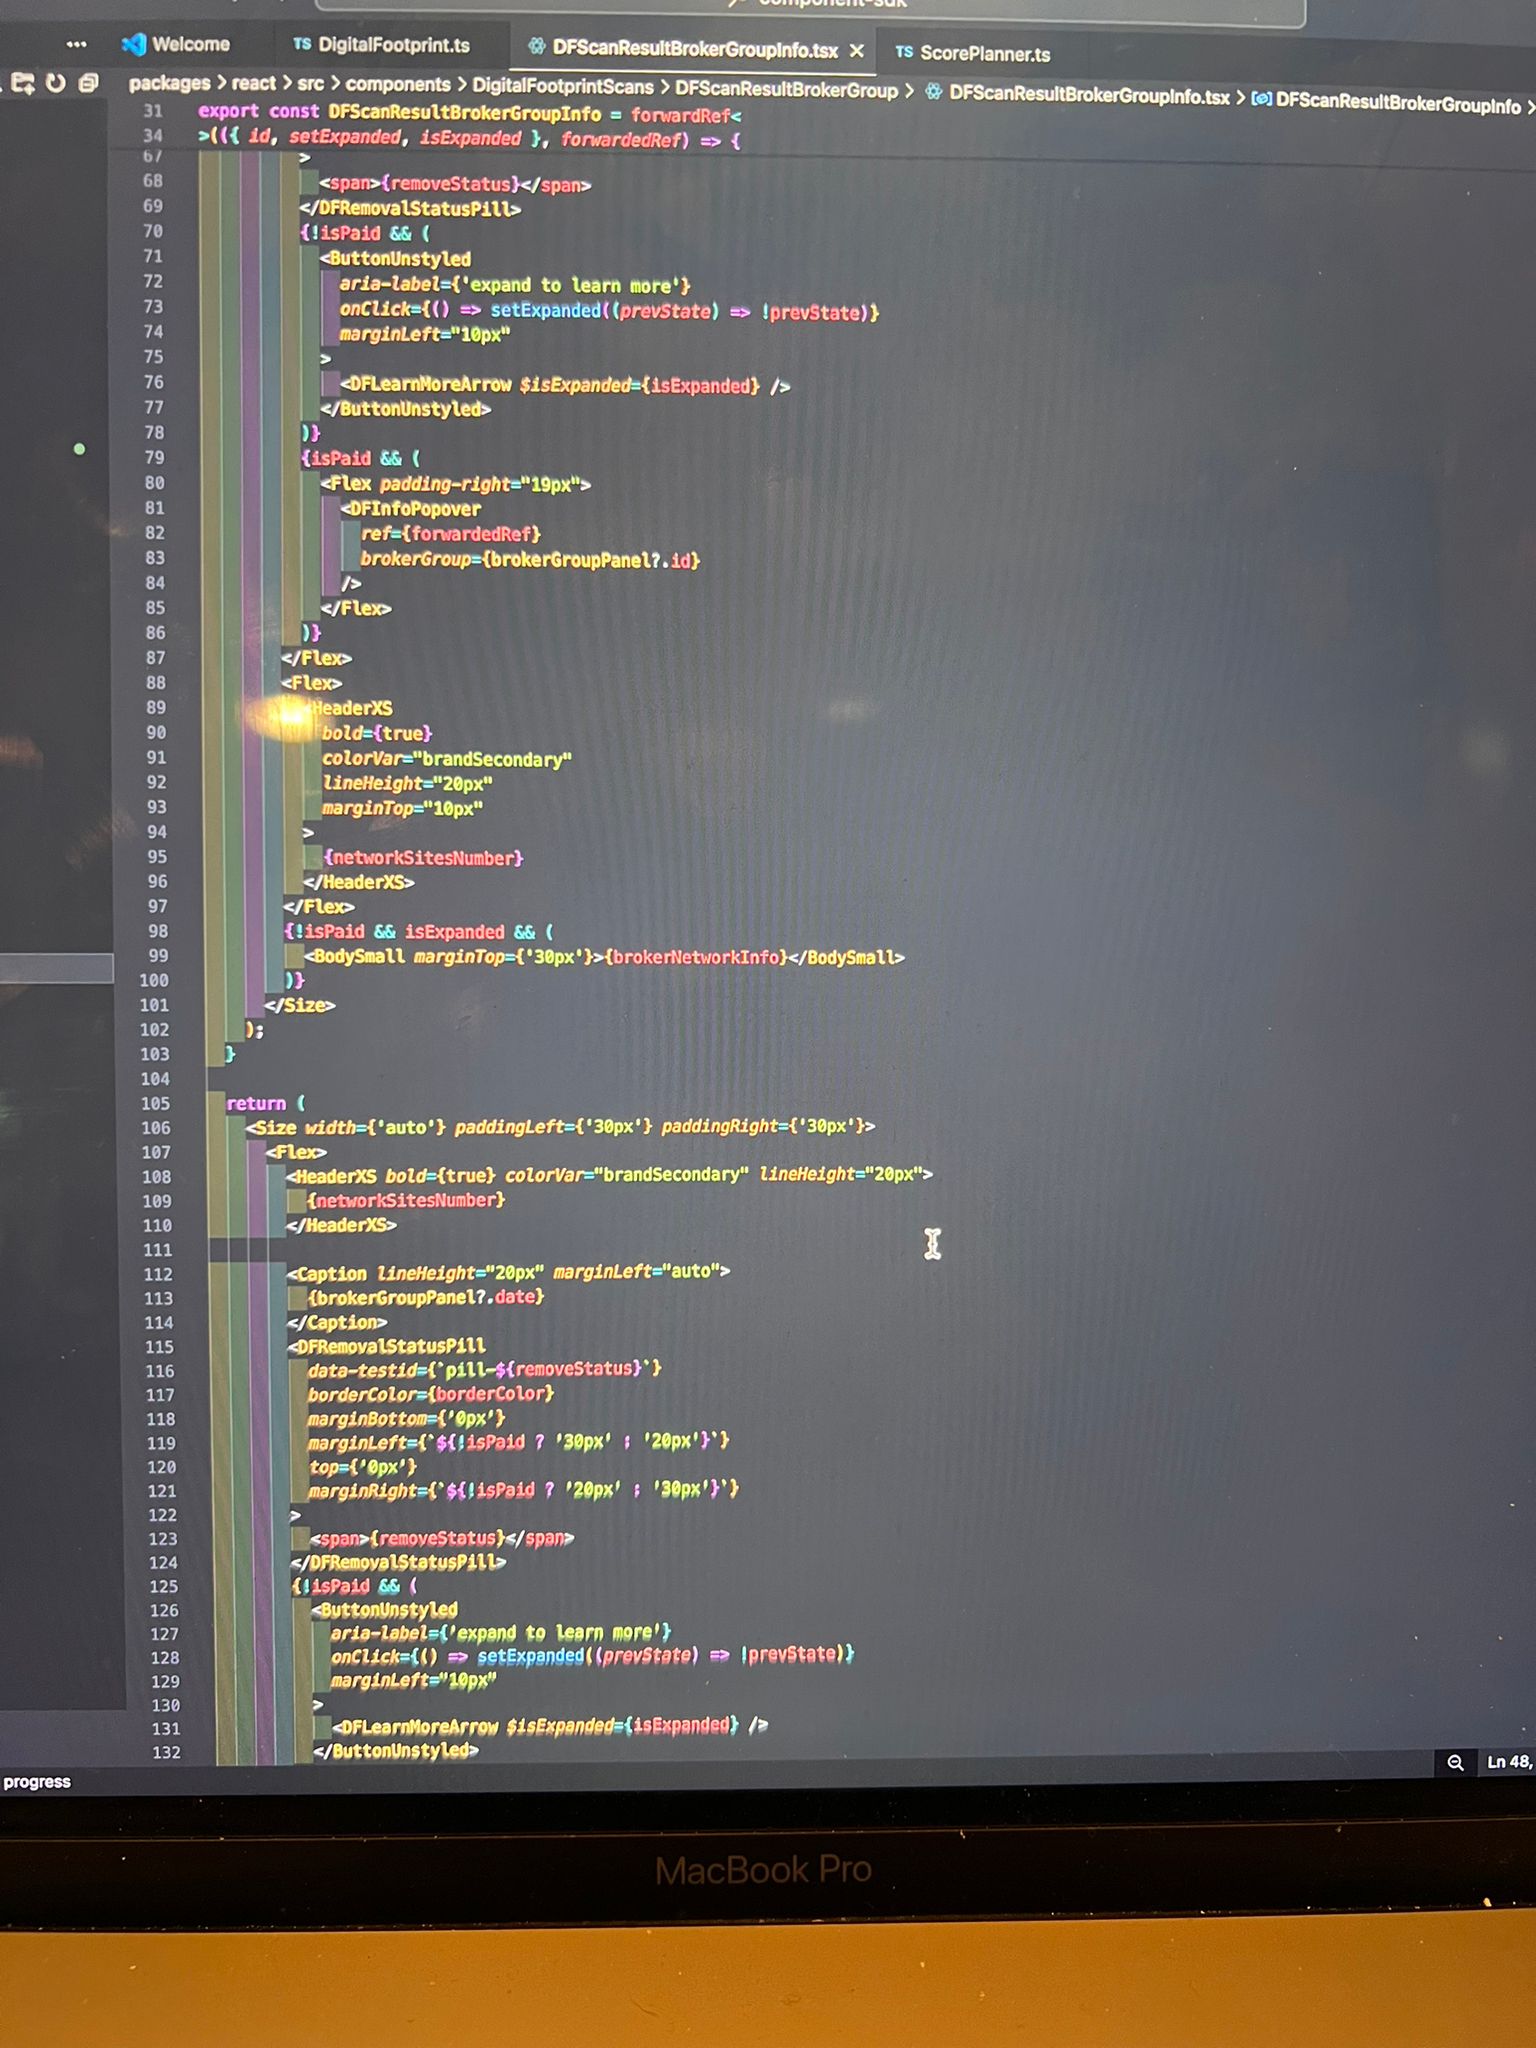 component-sdk
Welcome
TS DigitalFootprint.ts
DFScanResultBrokerGroupInfo.tsx
TS ScorePlanner.ts
packages > react > src > components > DigitalFootprintScans > DFScanResultBrokerGroup > DFScanResultBrokerGroupInfo.tsx > DFScanResultBrokerGroupInfo >
31 export const DFScanResultBrokerGroupInfo = forwardRef<
34 >(({ id, setExpanded, isExpanded }, forwardedRef) => {
67 >
68 <span>{removeStatus}</span>
69 </DFRemovalStatusPill>
70 {!isPaid && (
71 <ButtonUnstyled
72 aria-label={'expand to learn more'}
73 onClick={() => setExpanded((prevState) => !prevState)}
74 marginLeft="10px"
75 >
76 <DFLearnMoreArrow $isExpanded={isExpanded} />
77 </ButtonUnstyled>
78 )}
79 {isPaid && (
80 <Flex padding-right="19px">
81 <DFInfoPopover
82 ref={forwardedRef}
83 brokerGroup={brokerGroupPanel?.id}
84 />
85 </Flex>
86 )}
87 </Flex>
88 <Flex>
89 <HeaderXS
90 bold={true}
91 colorVar="brandSecondary"
92 lineHeight="20px"
93 marginTop="10px"
94 >
95 {networkSitesNumber}
96 </HeaderXS>
97 </Flex>
98 {!isPaid && isExpanded && (
99 <BodySmall marginTop={'30px'}>{brokerNetworkInfo}</BodySmall>
100 )}
101 </Size>
102 );
103 }
104
105 return (
106 <Size width={'auto'} paddingLeft={'30px'} paddingRight={'30px'}>
107 <Flex>
108 <HeaderXS bold={true} colorVar="brandSecondary" lineHeight="20px">
109 {networkSitesNumber}
110 </HeaderXS>
111
112 <Caption lineHeight="20px" marginLeft="auto">
113 {brokerGroupPanel?.date}
114 </Caption>
115 <DFRemovalStatusPill
116 data-testid={`pill-${removeStatus}`}
117 borderColor={borderColor}
118 marginBottom={'0px'}
119 marginLeft={`${!isPaid ? '30px' : '20px'}`}
120 top={'0px'}
121 marginRight={`${!isPaid ? '20px' : '30px'}`}
122 >
123 <span>{removeStatus}</span>
124 </DFRemovalStatusPill>
125 {!isPaid && (
126 <ButtonUnstyled
127 aria-label={'expand to learn more'}
128 onClick={() => setExpanded((prevState) => !prevState)}
129 marginLeft="10px"
130 >
131 <DFLearnMoreArrow $isExpanded={isExpanded} />
132 </ButtonUnstyled>
progress
Ln 48,
MacBook Pro